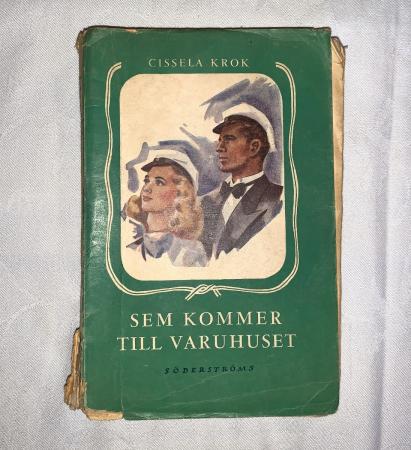 CISSELA KROK
SEM KOMMER
TILL VARUHUSET
SÖDERSTRÖMS